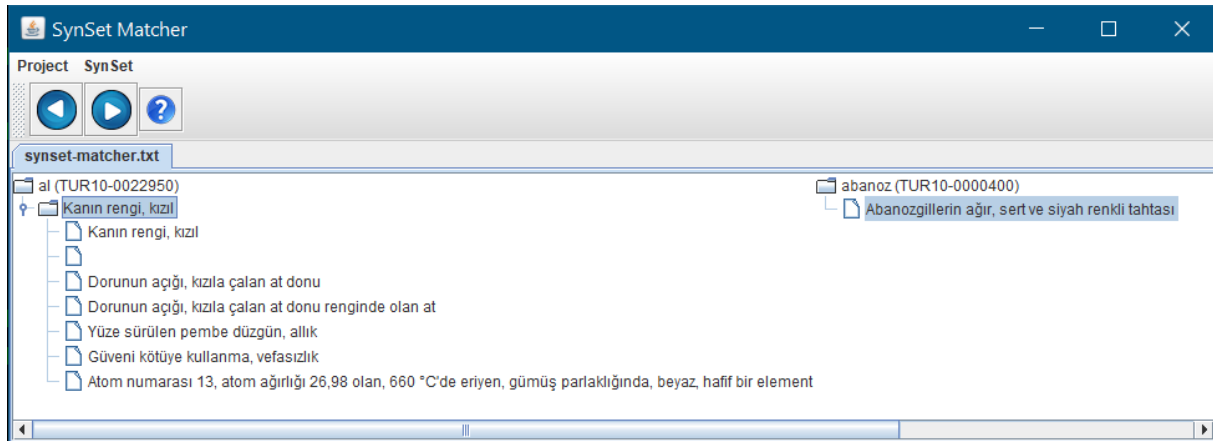 SynSet Matcher
Project SynSet
synset-matcher.txt
al (TUR10-0022950)
Kanın rengi, kızıl
Kanın rengi, kızıl
Dorunun açığı, kızıla çalan at donu
Dorunun açığı, kızıla çalan at donu renginde olan at
Yüze sürülen pembe düzgün, allık
Güveni kötüye kullanma, vefasızlık
Atom numarası 13, atom ağırlığı 26,98 olan, 660 °C'de eriyen, gümüş parlaklığında, beyaz, hafif bir element
abanoz (TUR10-0000400)
Abanozgillerin ağır, sert ve siyah renkli tahtası